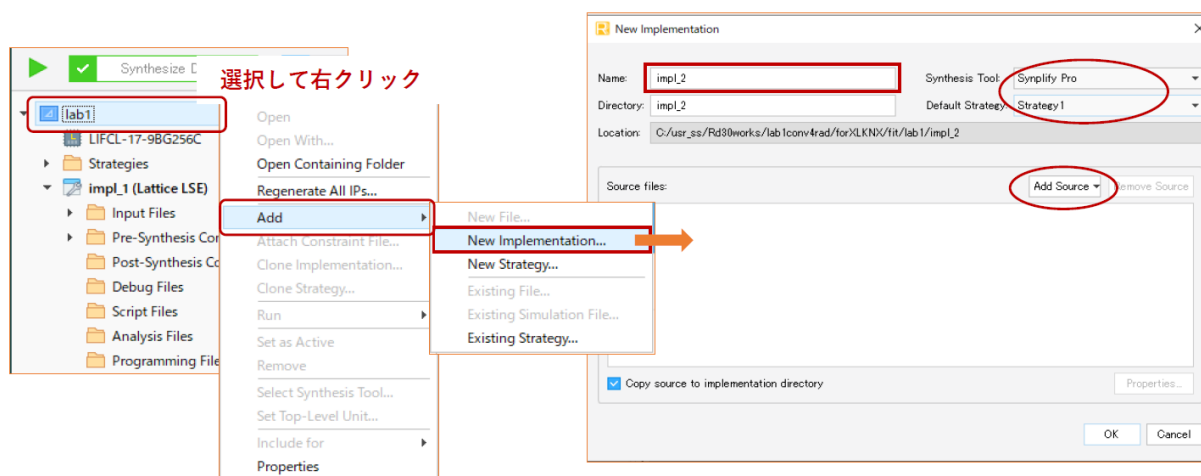 Synthesize D
選択して右クリック
lab1
LIFCL-17-9BG256C
Strategies
impl_1 (Lattice LSE)
Input Files
Pre-Synthesis Con
Post-Synthesis Co
Debug Files
Script Files
Analysis Files
Programming File
Open
Open With...
Open Containing Folder
Regenerate All IPs...
Add
Attach Constraint File...
Clone Implementation...
Clone Strategy...
Run
Set as Active
Remove
Select Synthesis Tool...
Set Top-Level Unit...
Include for
Properties
New File...
New Implementation...
New Strategy...
Existing File...
Existing Simulation File...
Existing Strategy...
New Implementation
Name: impl_2 Synthesis Tool: Synplify Pro
Directory: impl_2 Default Strategy: Strategy1
Location: C:/usr_ss/Rd30works/lab1conv4rad/forXLKNX/fit/lab1/impl_2
Source files: Add Source Remove Source
Copy source to implementation directory Properties...
OK Cancel